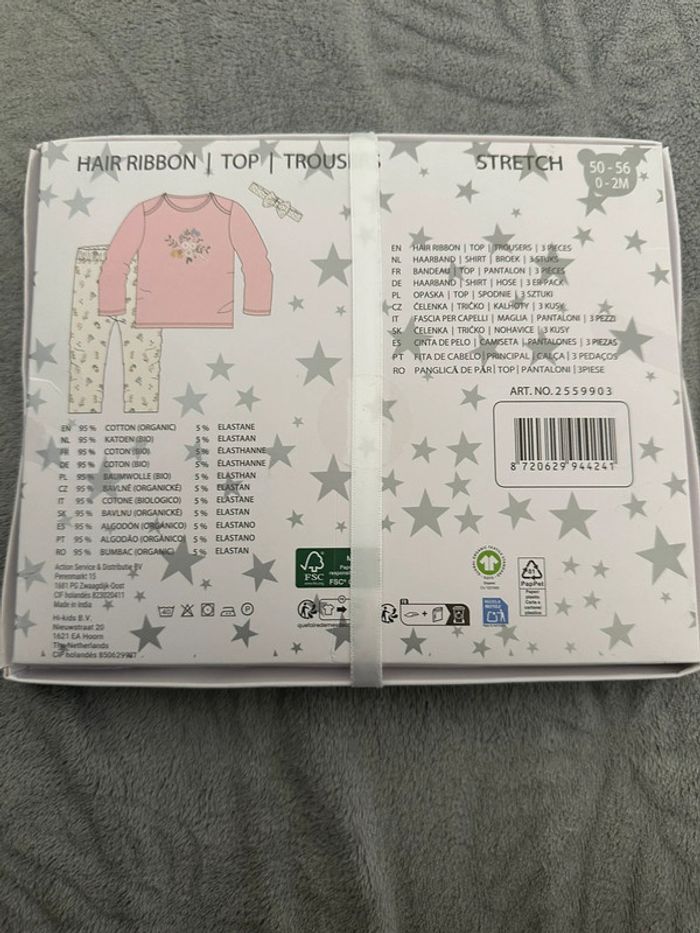 HAIR RIBBON | TOP | TROUSERS
STRETCH
50 - 56
0 - 2M
EN HAIR RIBBON | TOP | TROUSERS | 3 PIECES
NL HAARBAND | SHIRT | BROEK | 3 STUKS
FR BANDEAU | TOP | PANTALON | 3 PIÈCES
DE HAARBAND | SHIRT | HOSE | 3 ER-PACK
PL OPASKA | TOP | SPODNIE | 3 SZTUKI
CZ ČELENKA | TRIČKO | KALHOTY | 3 KUSY
IT FASCIA PER CAPELLI | MAGLIA | PANTALONI | 3 PEZZI
SK ČELENKA | TRIČKO | NOHAVICE | 3 KUSY
ES CINTA DE PELO | CAMISETA | PANTALONES | 3 PIEZAS
PT FITA DE CABELO | PRINCIPAL | CALÇA | 3 PEDAÇOS
RO PANGLICĂ DE PĂR | TOP | PANTALONI | 3PIESE
ART. NO. 2559903
8 720629 944241
EN 95 % COTTON (ORGANIC) 5 % ELASTANE
NL 95 % KATOEN (BIO) 5 % ELASTAAN
FR 95 % COTON (BIO) 5 % ÉLASTHANNE
DE 95 % COTON (BIO) 5 % ÉLASTHANNE
PL 95 % BAUMWOLLE (BIO) 5 % ELASTHAN
CZ 95 % BAVLNĚ (ORGANICKÉ) 5 % ELASTAN
IT 95 % COTONE (BIOLOGICO) 5 % ELASTANE
SK 95 % BAVLNU (ORGANICKÉ) 5 % ELASTAN
ES 95 % ALGODÓN (ORGÁNICO) 5 % ELASTANO
PT 95 % ALGODÃO (ORGÂNICO) 5 % ELASTANO
RO 95 % BUMBAC (ORGANIC) 5 % ELASTAN
Action Service & Distributie BV
Perenmarkt 15
1681 PG Zwaagdijk-Oost
CIF holandés 823020411
Made in India
Hi-kids B.V.
Nieuwstraat 20
1621 EA Hoorn
The Netherlands
FSC
FR
81
PapPet